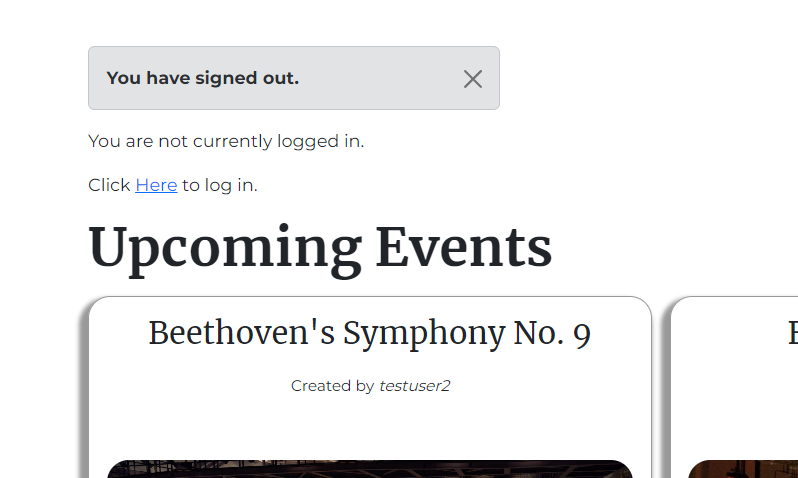 You have signed out.
You are not currently logged in.
Click Here to log in.
Upcoming Events
Beethoven's Symphony No. 9
Created by testuser2